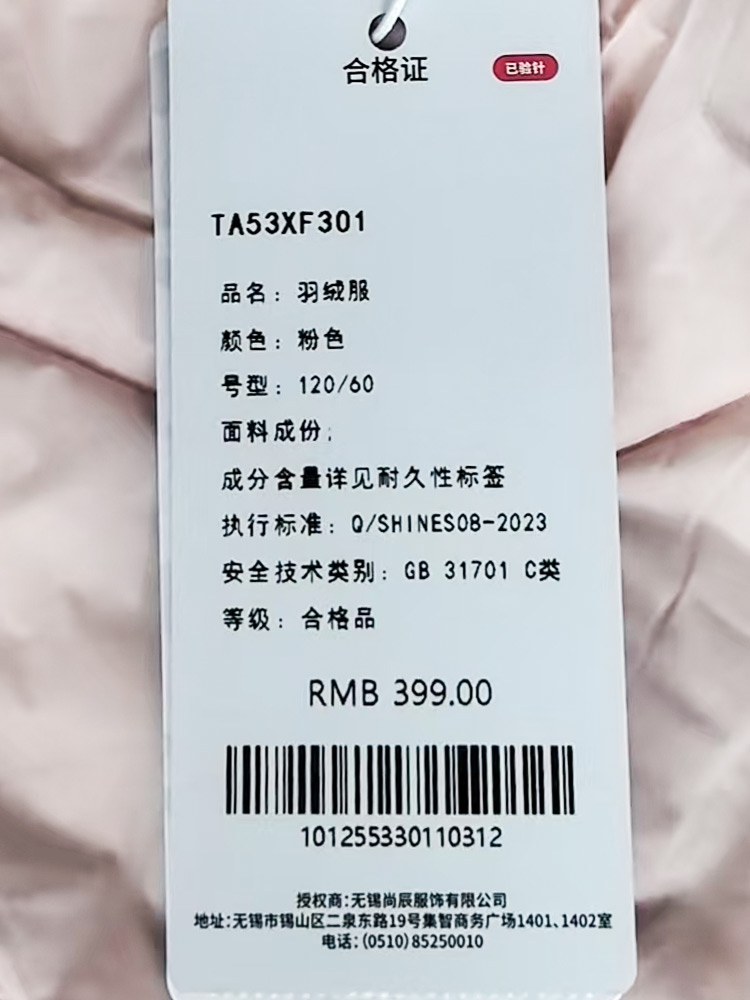 合格证
已验针
TA53XF301
品名: 羽绒服
颜色: 粉色
号型: 120/60
面料成份:
成分含量详见耐久性标签
执行标准: Q/SHINES08-2023
安全技术类别: GB 31701 C类
等级: 合格品
RMB 399.00
101255330110312
授权商:无锡尚辰服饰有限公司
地址:无锡市锡山区二泉东路19号集智商务广场1401、1402室
电话:(0510)85250010